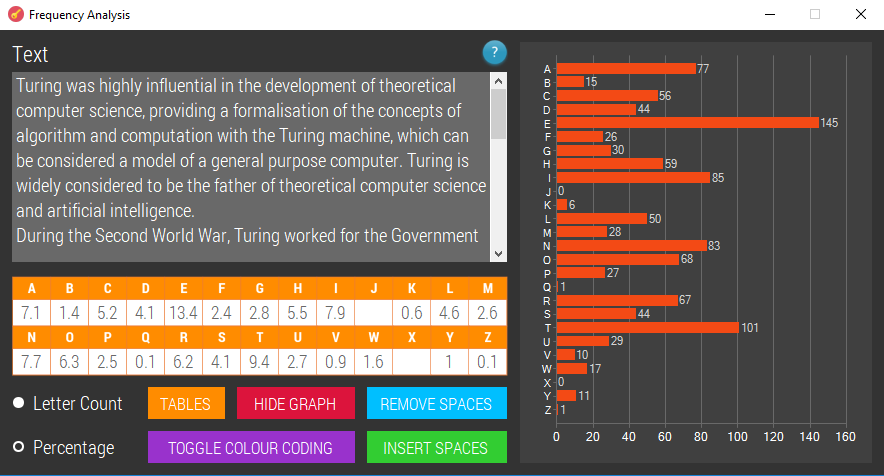 Frequency Analysis
Text
?
Turing was highly influential in the development of theoretical
computer science, providing a formalisation of the concepts of
algorithm and computation with the Turing machine, which can
be considered a model of a general purpose computer. Turing is
widely considered to be the father of theoretical computer science
and artificial intelligence.
During the Second World War, Turing worked for the Government
A B C D E F G H I J K L M
7.1 1.4 5.2 4.1 13.4 2.4 2.8 5.5 7.9 0.6 4.6 2.6
N O P Q R S T U V W X Y Z
7.7 6.3 2.5 0.1 6.2 4.1 9.4 2.7 0.9 1.6 1 0.1
Letter Count TABLES HIDE GRAPH REMOVE SPACES
Percentage TOGGLE COLOUR CODING INSERT SPACES
A 77
B 15
C 56
D 44
E 145
F 26
G 30
H 59
I 85
J 0
K 6
L 50
M 28
N 83
O 68
P 27
Q 1
R 67
S 44
T 101
U 29
V 10
W 17
X 0
Y 11
Z 1
0 20 40 60 80 100 120 140 160